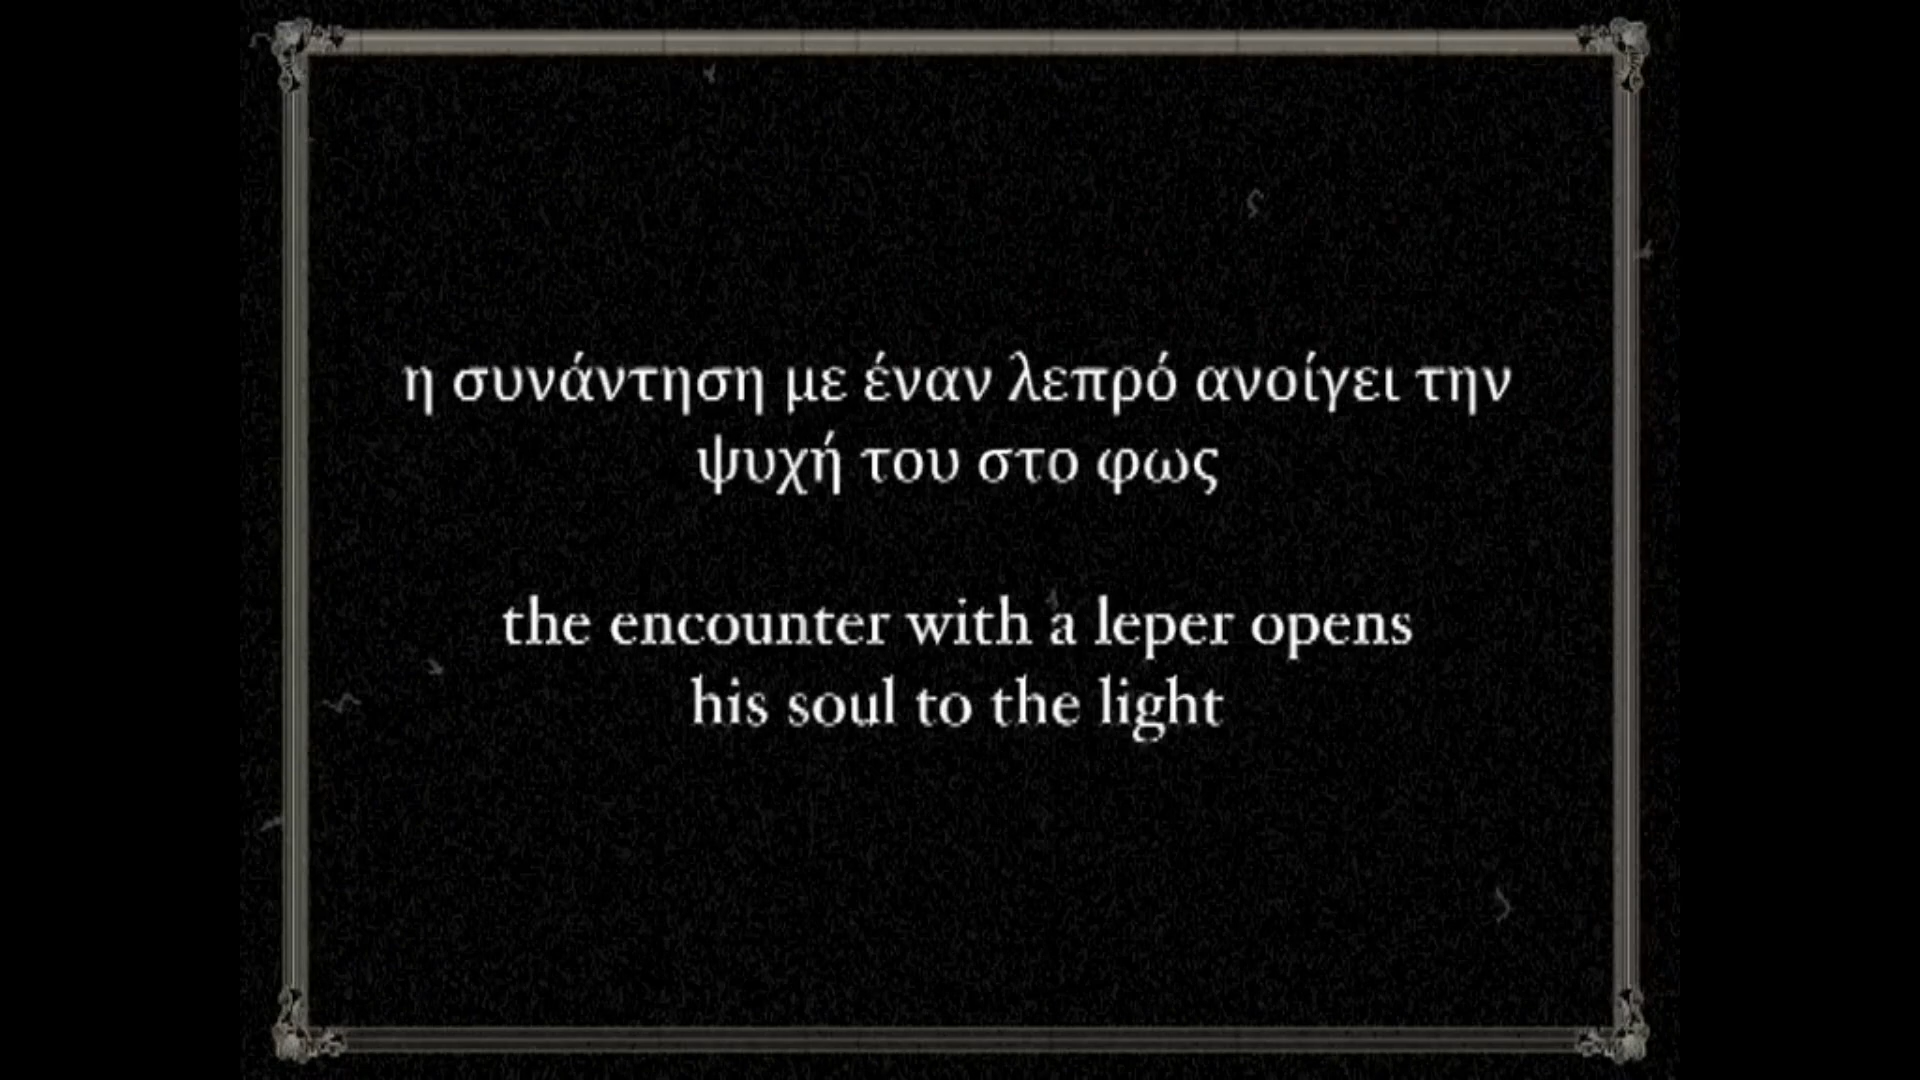 η συνάντηση με έναν λεπρό ανοίγει την
ψυχή του στο φως
the encounter with a leper opens
his soul to the light